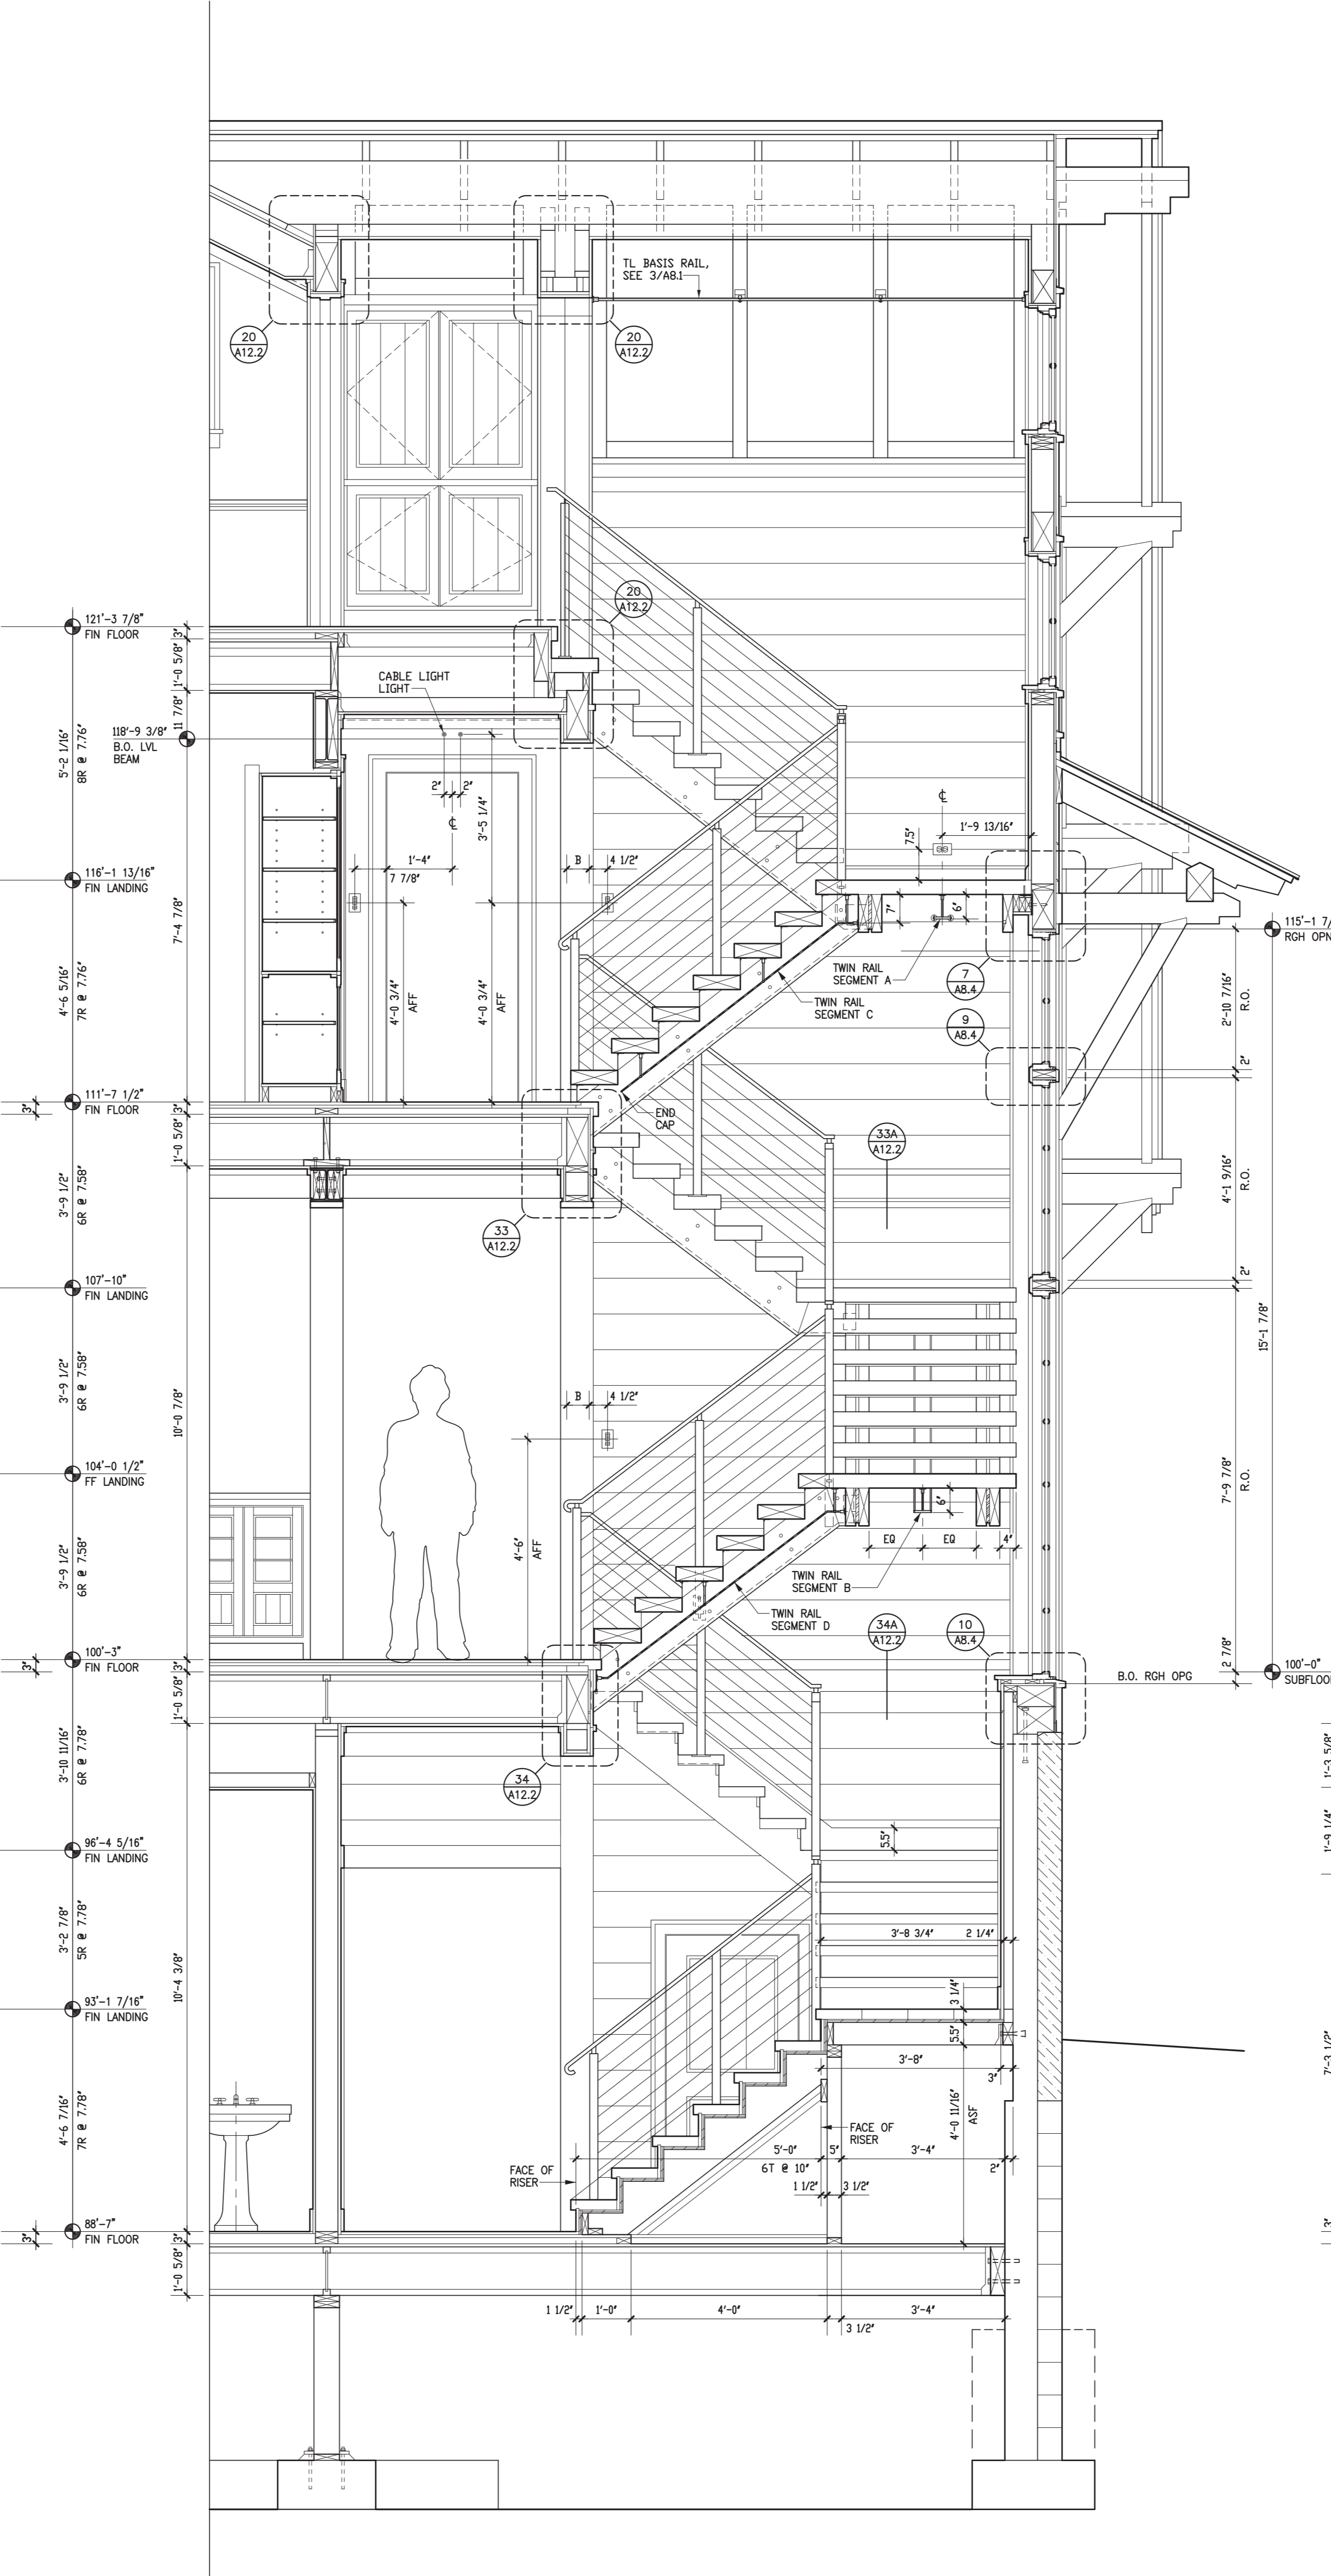 TL BASIS RAIL,
SEE 3/A8.1
20
A12.2
20
A12.2
20
A12.2
121'-3 7/8"
FIN FLOOR
3"
1'-0 5/8"
11 7/8"
CABLE LIGHT
LIGHT
118'-9 3/8"
B.O. LVL
BEAM
5'-2 1/16"
8R @ 7.76"
2" 2"
℄
3'-5 1/4"
℄
7.5"
1'-9 13/16"
1'-4"
7 7/8"
B 4 1/2"
116'-1 13/16"
FIN LANDING
7'-4 7/8"
7"
6"
115'-1 7/
RGH OPN
TWIN RAIL
SEGMENT A
7
A8.4
4'-6 5/16"
7R @ 7.76"
4'-0 3/4"
AFF
4'-0 3/4"
AFF
TWIN RAIL
SEGMENT C
9
A8.4
2'-10 7/16"
R.O.
2"
111'-7 1/2"
FIN FLOOR
3"
3"
1'-0 5/8"
END
CAP
33A
A12.2
3'-9 1/2"
6R @ 7.58"
4'-1 9/16"
R.O.
33
A12.2
107'-10"
FIN LANDING
2"
15'-1 7/8"
3'-9 1/2"
6R @ 7.58"
10'-0 7/8"
B 4 1/2"
104'-0 1/2"
FF LANDING
7'-9 7/8"
R.O.
6"
4'-6"
AFF
EQ EQ 4"
3'-9 1/2"
6R @ 7.58"
TWIN RAIL
SEGMENT B
TWIN RAIL
SEGMENT D
34A
A12.2
10
A8.4
100'-3"
FIN FLOOR
3"
3"
1'-0 5/8"
2 7/8"
B.O. RGH OPG
100'-0"
SUBFLOOR
3'-10 11/16"
6R @ 7.78"
34
A12.2
1'-3 5/8"
1'-9 1/4"
5.5"
96'-4 5/16"
FIN LANDING
3'-2 7/8"
5R @ 7.78"
10'-4 3/8"
3'-8 3/4" 2 1/4"
93'-1 7/16"
FIN LANDING
3 1/4"
5.5"
7'-3 1/2"
3'-8"
3"
4'-6 7/16"
7R @ 7.78"
4'-0 11/16"
ASF
FACE OF
RISER
FACE OF
RISER
5'-0"
6T @ 10"
5"
3'-4"
2"
1 1/2" 3 1/2"
88'-7"
FIN FLOOR
3"
3"
3"
1'-0 5/8"
1 1/2" 1'-0" 4'-0" 3'-4"
3 1/2"